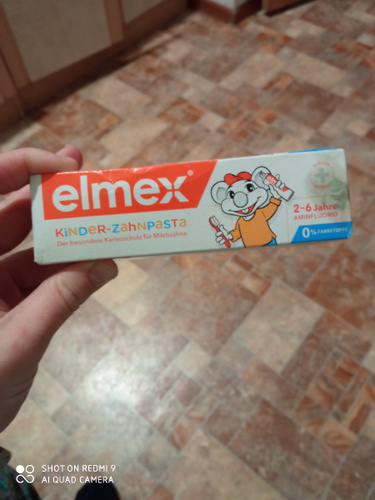 elmex
KiNDER-ZahNPaSTa
Der besondere Kariesschutz für Milchzähne
2-6 Jahre
AMINFLUORID
0% FARBSTOFFE
SHOT ON REDMI 9
AI QUAD CAMERA